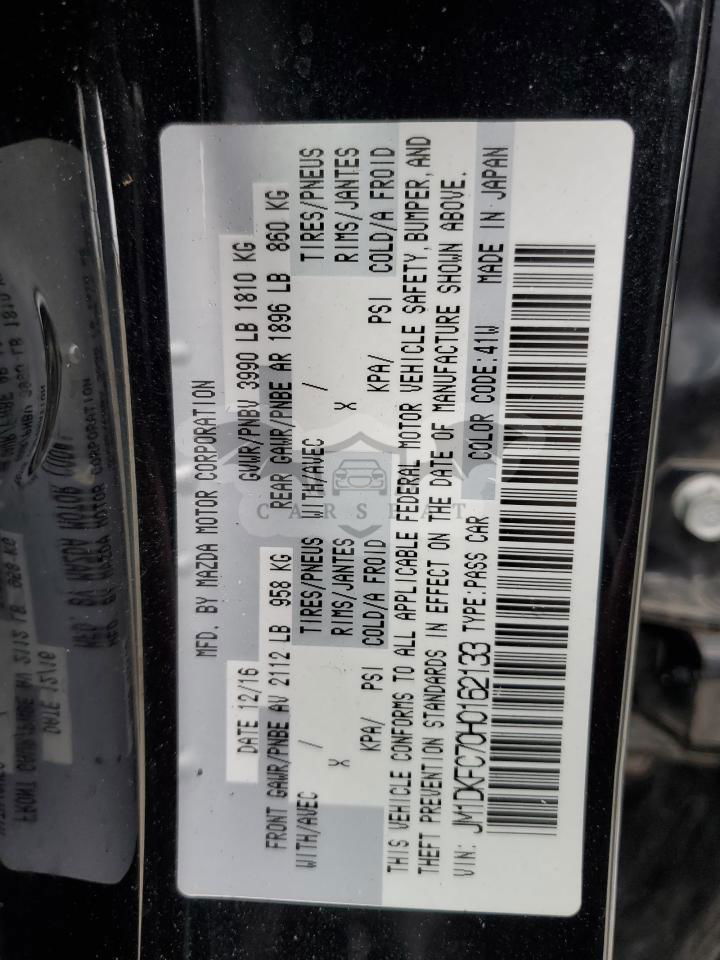 MFD. BY MAZDA MOTOR CORPORATION
DATE 12/16 GVWR/PNBV 3990 LB 1810 KG
FRONT GAWR/PNBE AV 2112 LB 958 KG REAR GAWR/PNBE AR 1896 LB 860 KG
WITH/AVEC / TIRES/PNEUS WITH/AVEC / TIRES/PNEUS
X RIMS/JANTES X RIMS/JANTES
KPA/ PSI COLD/A FROID KPA/ PSI COLD/A FROID
THIS VEHICLE CONFORMS TO ALL APPLICABLE FEDERAL MOTOR VEHICLE SAFETY, BUMPER, AND
THEFT PREVENTION STANDARDS IN EFFECT ON THE DATE OF MANUFACTURE SHOWN ABOVE.
VIN: JM1DKFC70H0162133 TYPE:PASS CAR COLOR CODE:41W MADE IN JAPAN
CARSEAT